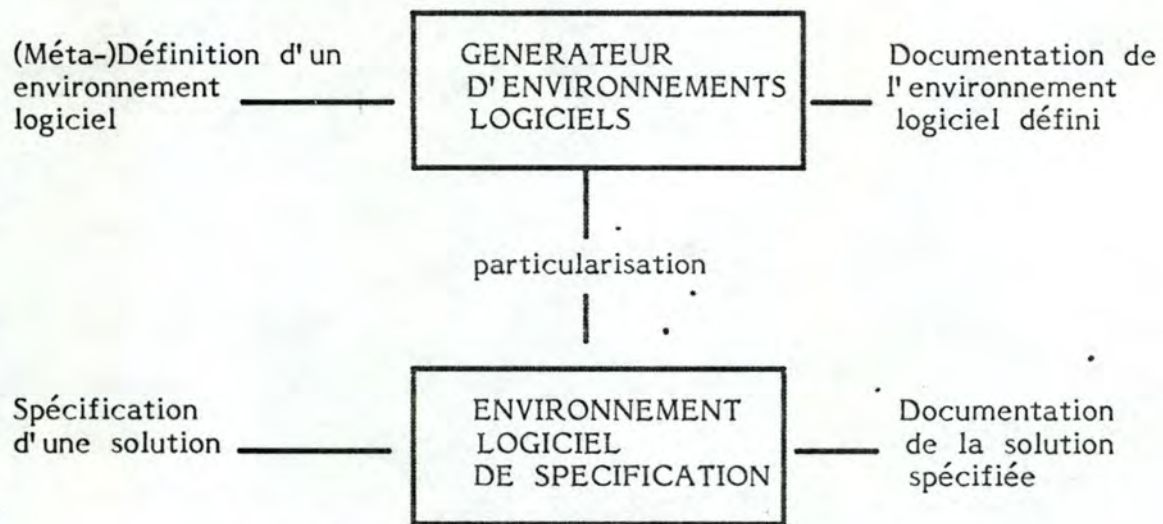 (Méta-)Définition d'un
environnement
logiciel
GENERATEUR
D'ENVIRONNEMENTS
LOGICIELS
Documentation de
l'environnement
logiciel défini
particularisation
Spécification
d'une solution
ENVIRONNEMENT
LOGICIEL
DE SPECIFICATION
Documentation
de la solution
spécifiée